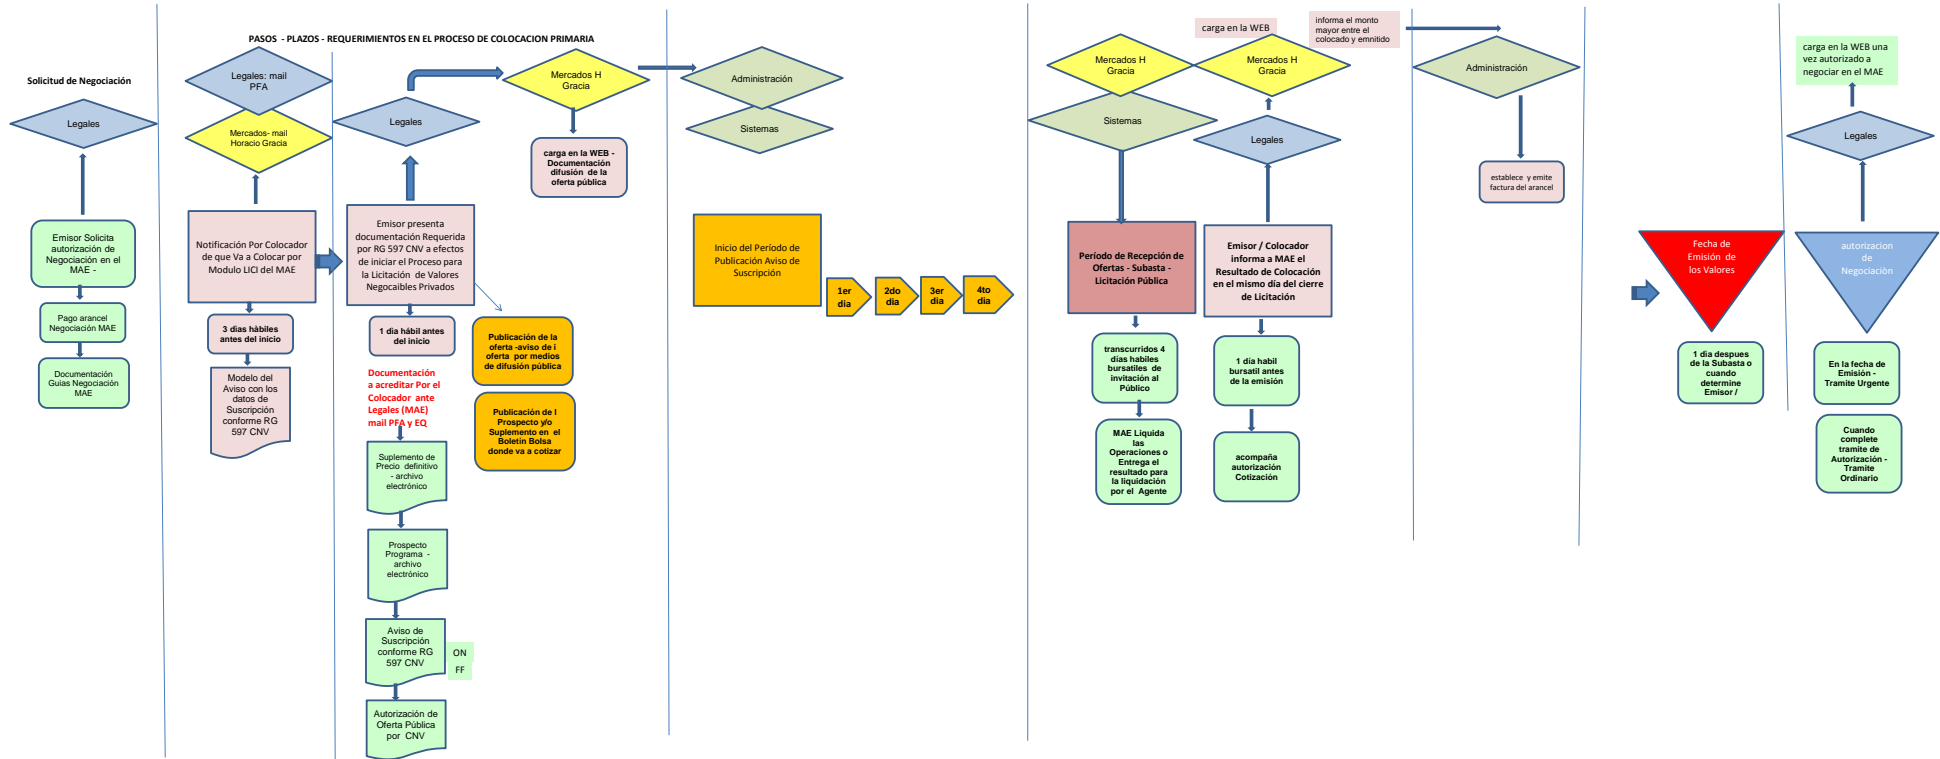 PASOS - PLAZOS - REQUERIMIENTOS EN EL PROCESO DE COLOCACION PRIMARIA
Solicitud de Negociación
Legales
Emisor Solicita
autorización de
Negociación en el
MAE -
Pago arancel
Negociación MAE
Documentación
Guias Negociación
MAE
Legales: mail
PFA
Mercados- mail
Horacio Gracia
Notificación Por Colocador
de que Va a Colocar por
Modulo LICI del MAE
3 dias hàbiles
antes del inicio
Modelo del
Aviso con los
datos de
Suscripción
conforme RG
597 CNV
Legales
Emisor presenta
documentación Requerida
por RG 597 CNV a efectos
de iniciar el Proceso para
la Licitación de Valores
Negocaibles Privados
1 dia hábil antes
del inicio
Documentación
a acreditar Por el
Colocador ante
Legales (MAE)
mail PFA y EQ
Suplemento de
Precio definitivo
- archivo
electrónico
Prospecto
Programa -
archivo
electrónico
Aviso de
Suscripción
conforme RG
597 CNV
ON
FF
Autorización de
Oferta Pública
por CNV
Mercados H
Gracia
carga en la WEB -
Documentación
difusión de la
oferta pública
Publicación de la
oferta -aviso de i
oferta por medios
de difusión pública
Publicación de l
Prospecto y/o
Suplemento en el
Boletín Bolsa
donde va a cotizar
Administración
Sistemas
Inicio del Período de
Publicación Aviso de
Suscripción
1er
dia
2do
dia
3er
dia
4to
dia
Mercados H
Gracia
Sistemas
Período de Recepción de
Ofertas - Subasta -
Licitación Pública
transcurridos 4
días habiles
bursatiles de
invitación al
Público
MAE Liquida
las
Operaciones o
Entrega el
resultado para
la liquidación
por el Agente
carga en la WEB
Mercados H
Gracia
Legales
Emisor / Colocador
informa a MAE el
Resultado de Colocación
en el mismo día del cierre
de Licitación
1 día habil
bursatil antes
de la emisión
acompaña
autorización
Cotización
informa el monto
mayor entre el
colocado y emnitido
Administración
establece y emite
factura del arancel
Fecha de
Emisión de
los Valores
1 dia despues
de la Subasta o
cuando
determine
Emisor /
carga en la WEB una
vez autorizado a
negociar en el MAE
Legales
autorizacion
de
Negociaciòn
En la fecha de
Emisión -
Tramite Urgente
Cuando
complete
tramite de
Autorización -
Tramite
Ordinario